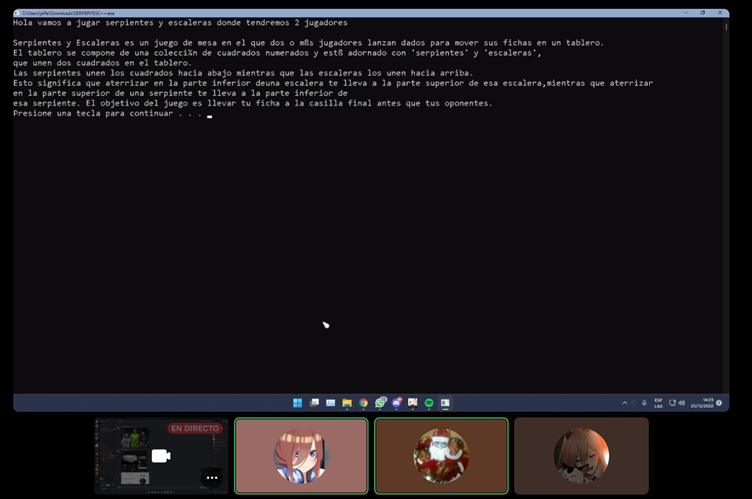 C:\Users\yefle\Downloads\SERPIENTESC++.exe
Hola vamos a jugar serpientes y escaleras donde tendremos 2 jugadores
Serpientes y Escaleras es un juego de mesa en el que dos o mßs jugadores lanzan dados para mover sus fichas en un tablero.
El tablero se compone de una colecci¾n de cuadrados numerados y estß adornado con 'serpientes' y 'escaleras',
que unen dos cuadrados en el tablero.
Las serpientes unen los cuadrados hacia abajo mientras que las escaleras los unen hacia arriba.
Esto significa que aterrizar en la parte inferior deuna escalera te lleva a la parte superior de esa escalera,mientras que aterrizar
en la parte superior de una serpiente te lleva a la parte inferior de
esa serpiente. El objetivo del juego es llevar tu ficha a la casilla final antes que tus oponentes.
Presione una tecla para continuar . . .
ESP
LAA
14:23
23/12/2022
EN DIRECTO